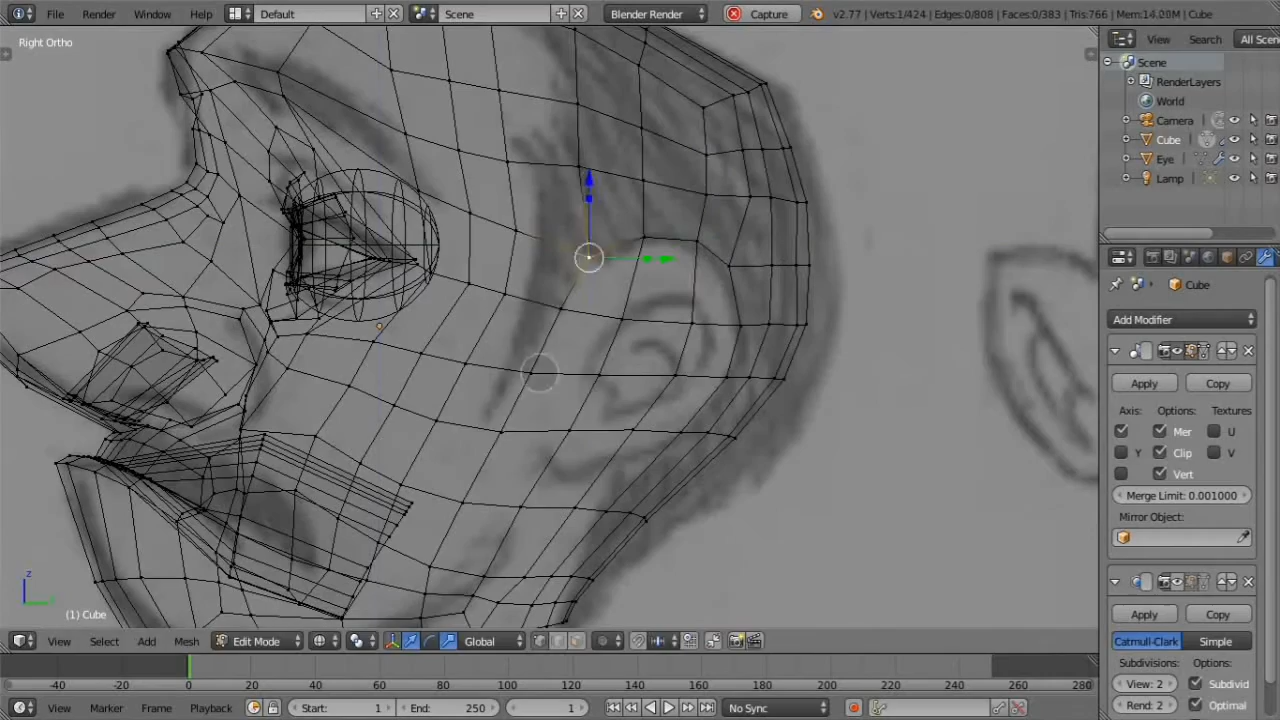 File Render Window Help Default Scene Blender Render Capture v2.77 | Verts:1/424 | Edges:0/808 | Faces:0/383 | Tris:766 | Mem:14.20M | Cube
Right Ortho
View Search All Scen
Scene
RenderLayers
World
Camera
Cube
Eye
Lamp
Cube
Add Modifier
Apply Copy
Axis: Options: Textures
Mer U
Y Clip V
Vert
Merge Limit: 0.001000
Mirror Object:
Apply Copy
Catmull-Clark Simple
Subdivisions: Options:
View: 2 Subdivid
Rend: 2 Optimal
z
(1) Cube
View Select Add Mesh Edit Mode Global
-40 -20 0 20 40 60 80 100 120 140 160 180 200 220 240 260 280
View Marker Frame Playback Start: 1 End: 250 1 No Sync